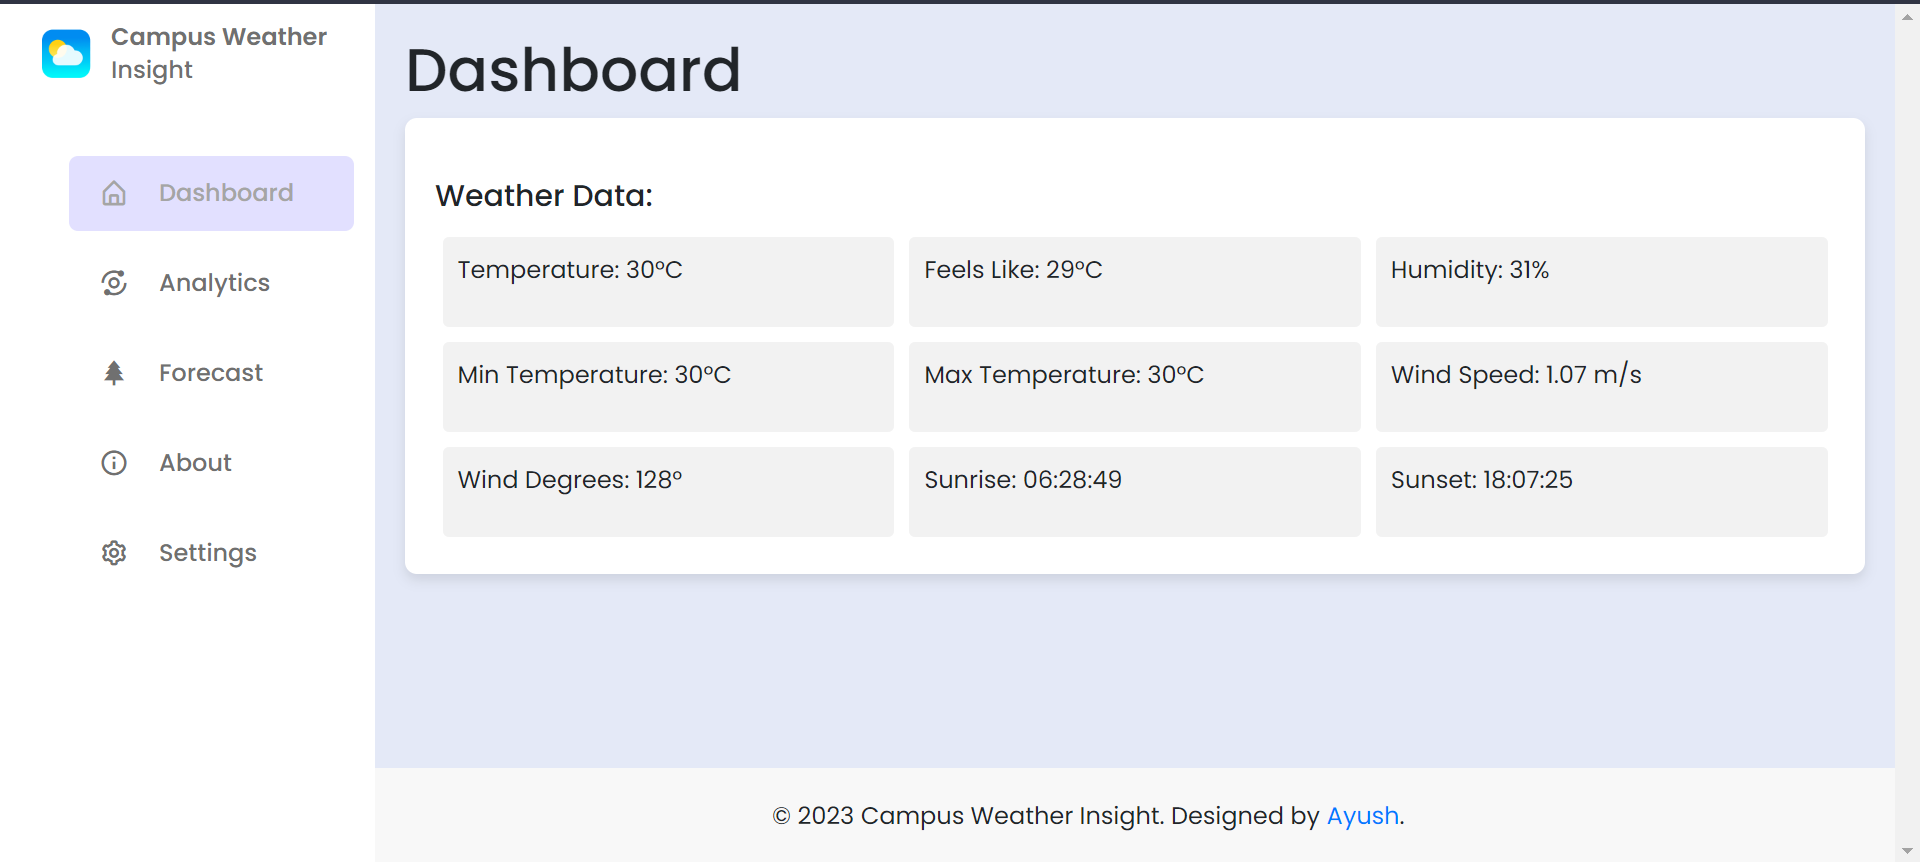 Campus Weather
Insight
Dashboard
Analytics
Forecast
About
Settings
Dashboard
Weather Data:
Temperature: 30°C
Feels Like: 29°C
Humidity: 31%
Min Temperature: 30°C
Max Temperature: 30°C
Wind Speed: 1.07 m/s
Wind Degrees: 128°
Sunrise: 06:28:49
Sunset: 18:07:25
© 2023 Campus Weather Insight. Designed by Ayush.